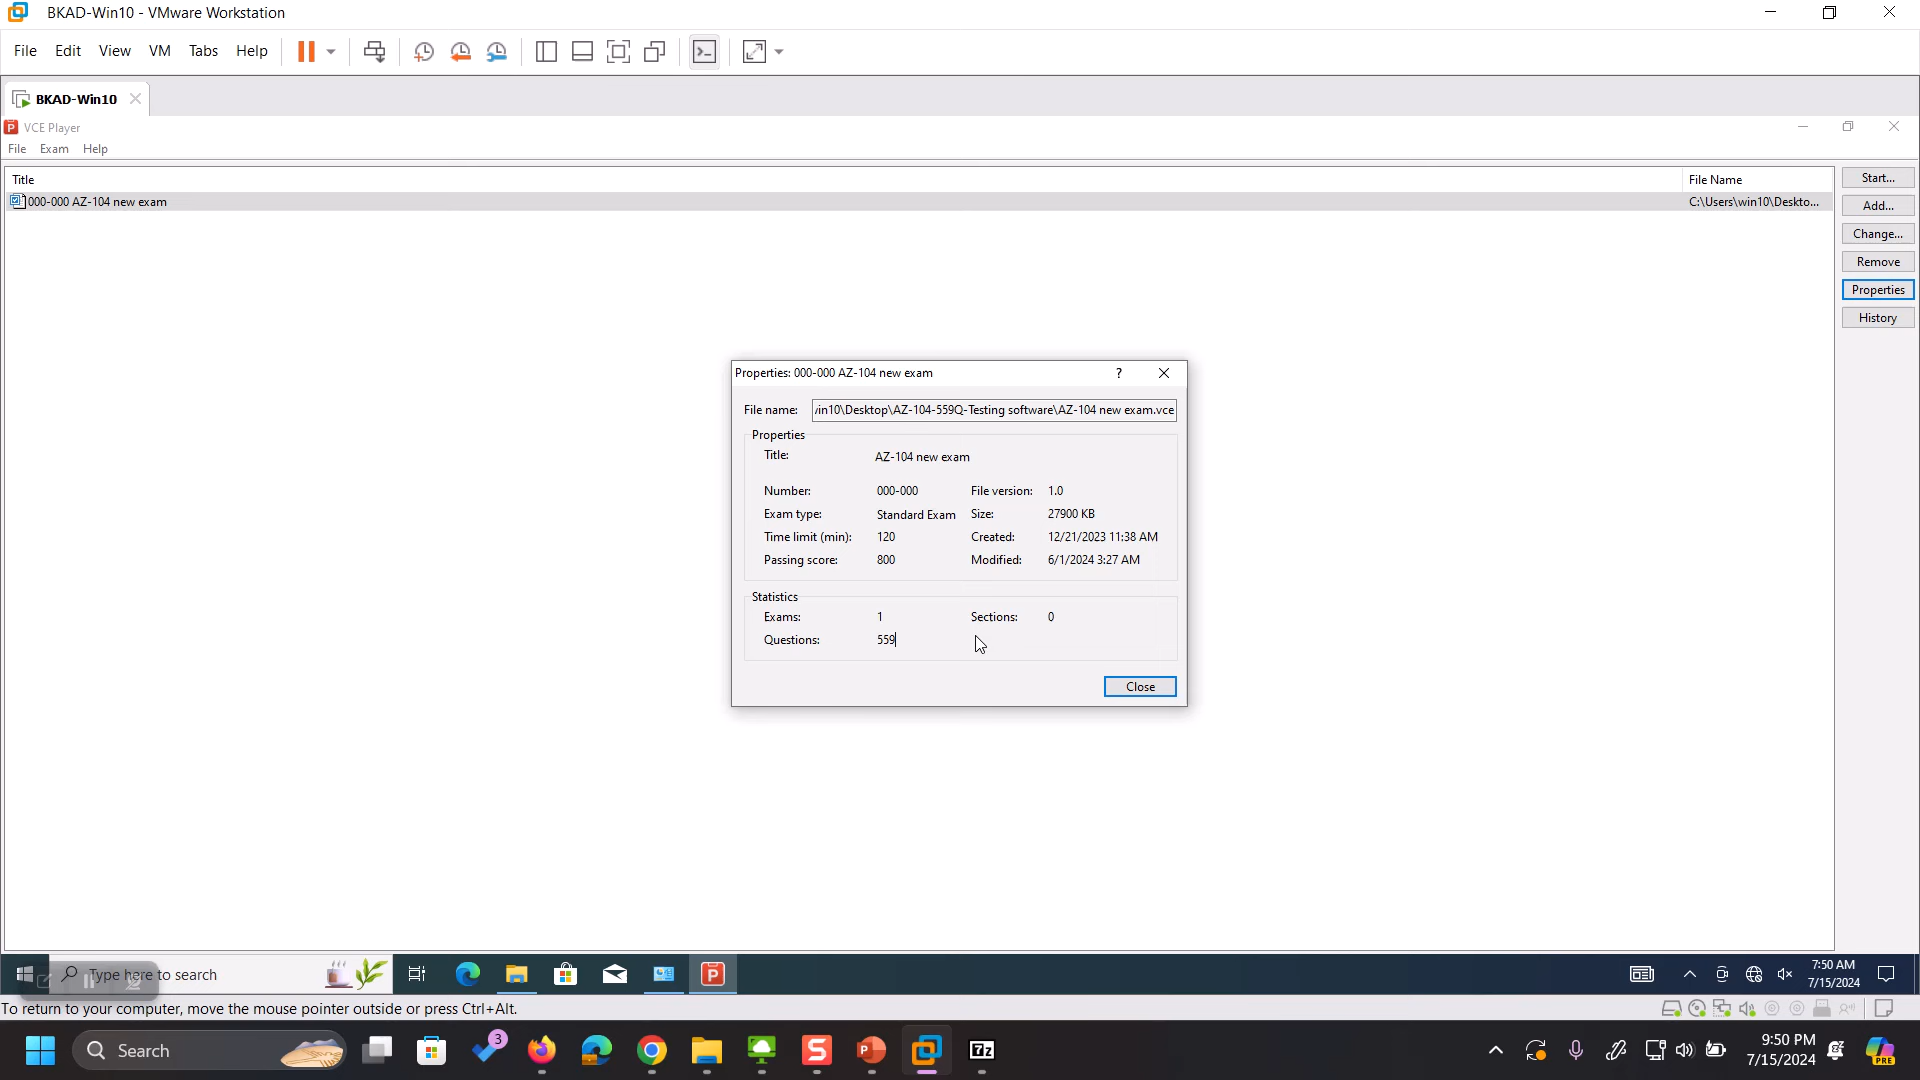 BKAD-Win10 - VMware Workstation
File Edit View VM Tabs Help
BKAD-Win10
VCE Player
File Exam Help
Title File Name
000-000 AZ-104 new exam C:\Users\win10\Deskto...
Start...
Add...
Change...
Remove
Properties
History
Properties: 000-000 AZ-104 new exam ?
File name: /in10\Desktop\AZ-104-559Q-Testing software\AZ-104 new exam.vce
Properties
Title: AZ-104 new exam
Number: 000-000 File version: 1.0
Exam type: Standard Exam Size: 27900 KB
Time limit (min): 120 Created: 12/21/2023 11:38 AM
Passing score: 800 Modified: 6/1/2024 3:27 AM
Statistics
Exams: 1 Sections: 0
Questions: 559
Close
Type here to search
7:50 AM
7/15/2024
To return to your computer, move the mouse pointer outside or press Ctrl+Alt.
Search
3
7z
9:50 PM
7/15/2024
PRE